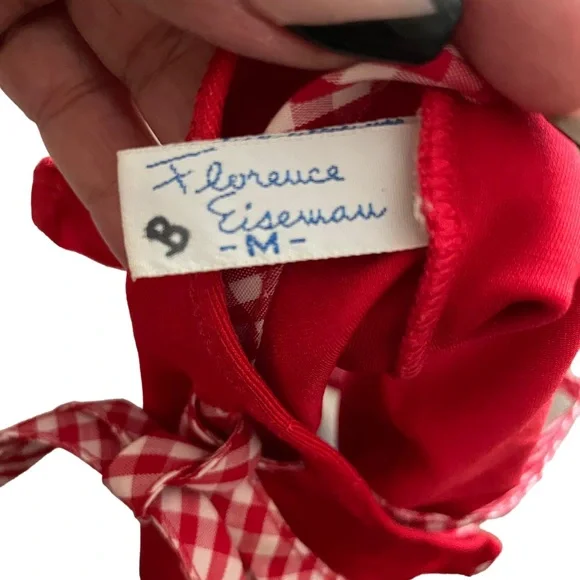 Florence
Eiseman
B
-M-